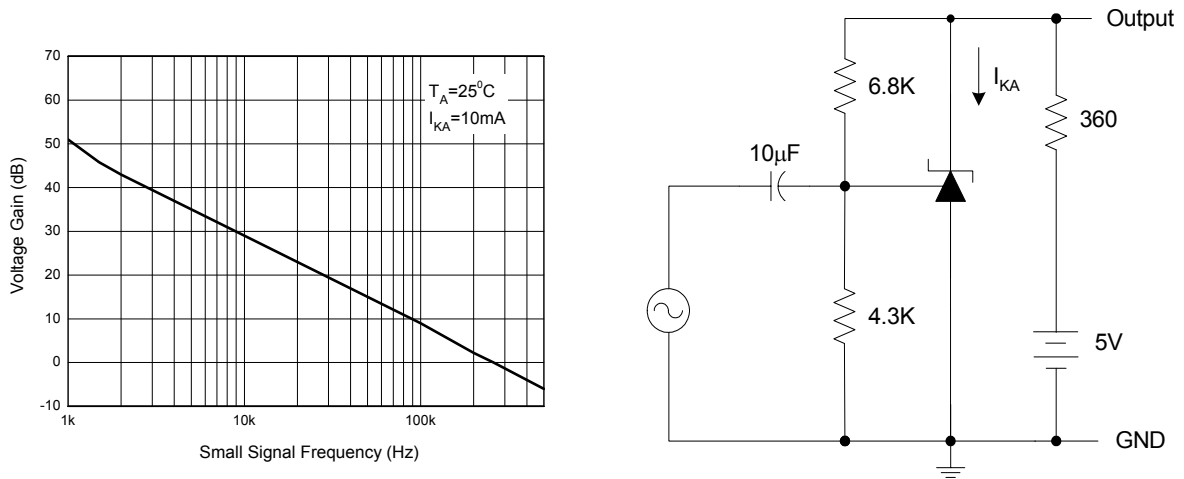 70
60
50
40
30
20
10
0
-10
1k
10k
100k
Voltage Gain (dB)
Small Signal Frequency (Hz)
T_A=25⁰C
I_KA=10mA
Output
6.8K
I_KA
360
10μF
4.3K
5V
GND